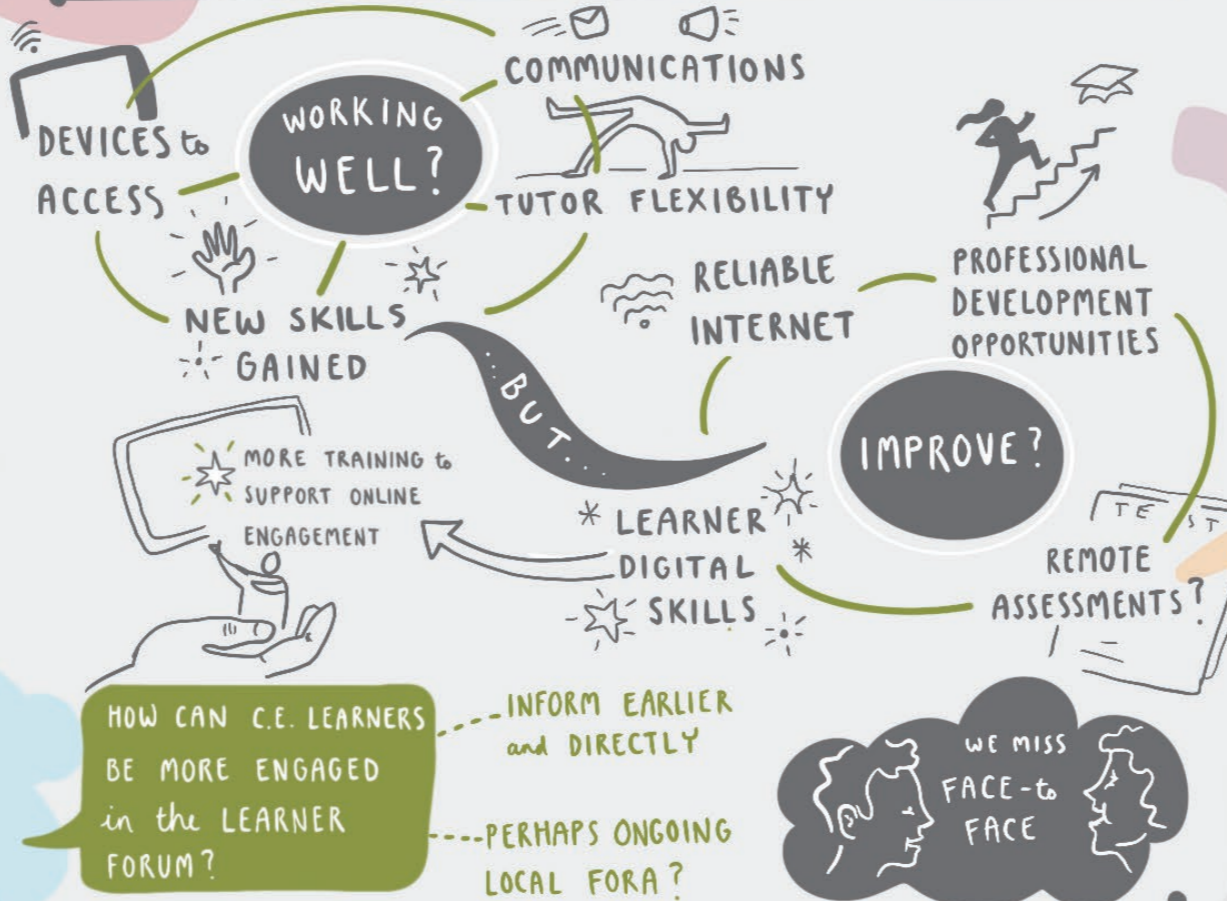 WORKING
WELL?
COMMUNICATIONS
DEVICES to
ACCESS
TUTOR FLEXIBILITY
NEW SKILLS
GAINED
...BUT...
RELIABLE
INTERNET
PROFESSIONAL
DEVELOPMENT
OPPORTUNITIES
IMPROVE?
TEST
REMOTE
ASSESSMENTS?
* LEARNER
DIGITAL *
SKILLS
MORE TRAINING to
SUPPORT ONLINE
ENGAGEMENT
HOW CAN C.E. LEARNERS
BE MORE ENGAGED
in the LEARNER
FORUM?
INFORM EARLIER
and DIRECTLY
PERHAPS ONGOING
LOCAL FORA?
WE MISS
FACE-to
FACE